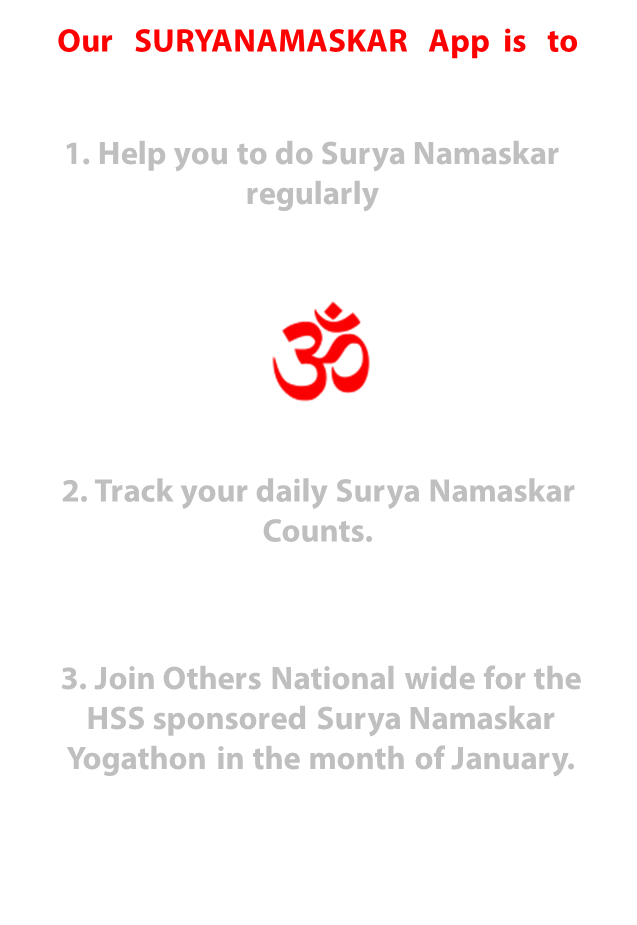 Our SURYANAMASKAR App is to
1. Help you to do Surya Namaskar
regularly
ॐ
2. Track your daily Surya Namaskar
Counts.
3. Join Others National wide for the
HSS sponsored Surya Namaskar
Yogathon in the month of January.